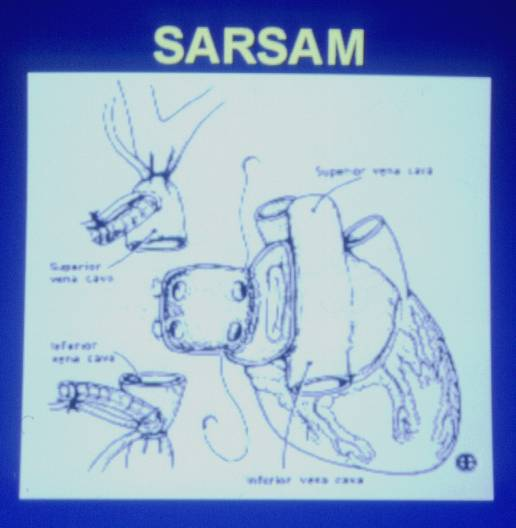 SARSAM
Superior vena cava
Superior
vena cava
Inferior
vena cava
Inferior vena cava